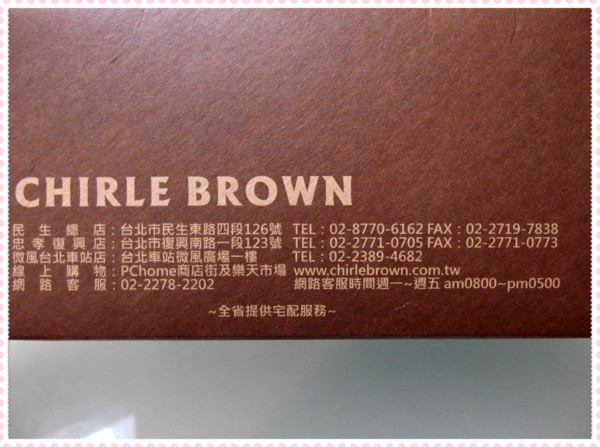 CHIRLE BROWN
民生總店：台北市民生東路四段126號 TEL：02-8770-6162 FAX：02-2719-7838
忠孝復興店：台北市復興南路一段123號 TEL：02-2771-0705 FAX：02-2771-0773
微風台北車站店：台北車站微風廣場一樓 TEL：02-2389-4682
線上購物：PChome商店街及樂天市場 www.chirlebrown.com.tw
網路客服：02-2278-2202 網路客服時間週一~週五 am0800~pm0500
~全省提供宅配服務~